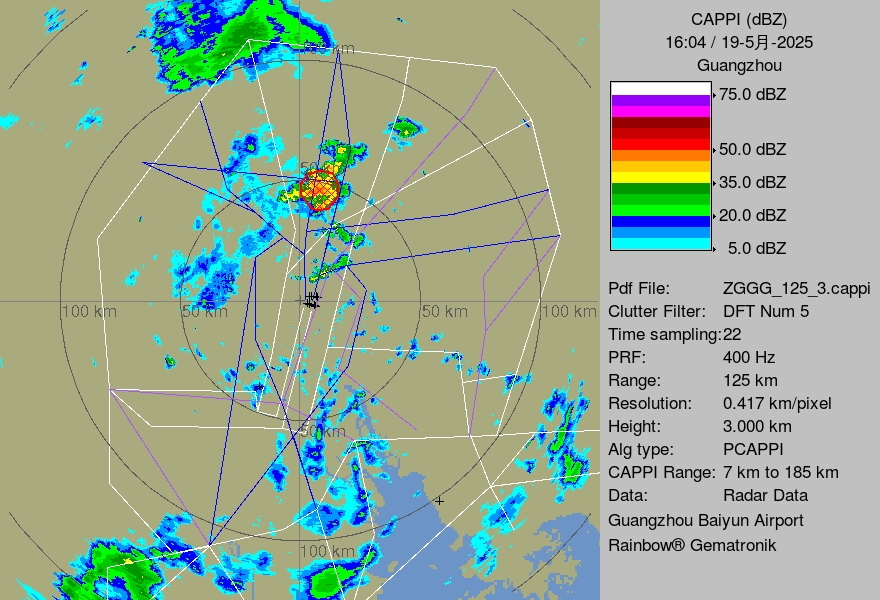 CAPPI (dBZ)
16:04 / 19-5月-2025
Guangzhou
75.0 dBZ
50.0 dBZ
35.0 dBZ
20.0 dBZ
5.0 dBZ
Pdf File: ZGGG_125_3.cappi
Clutter Filter: DFT Num 5
Time sampling:22
PRF: 400 Hz
Range: 125 km
Resolution: 0.417 km/pixel
Height: 3.000 km
Alg type: PCAPPI
CAPPI Range: 7 km to 185 km
Data: Radar Data
Guangzhou Baiyun Airport
Rainbow® Gematronik
100 km
50 km
50 km
100 km
50 km
100 km